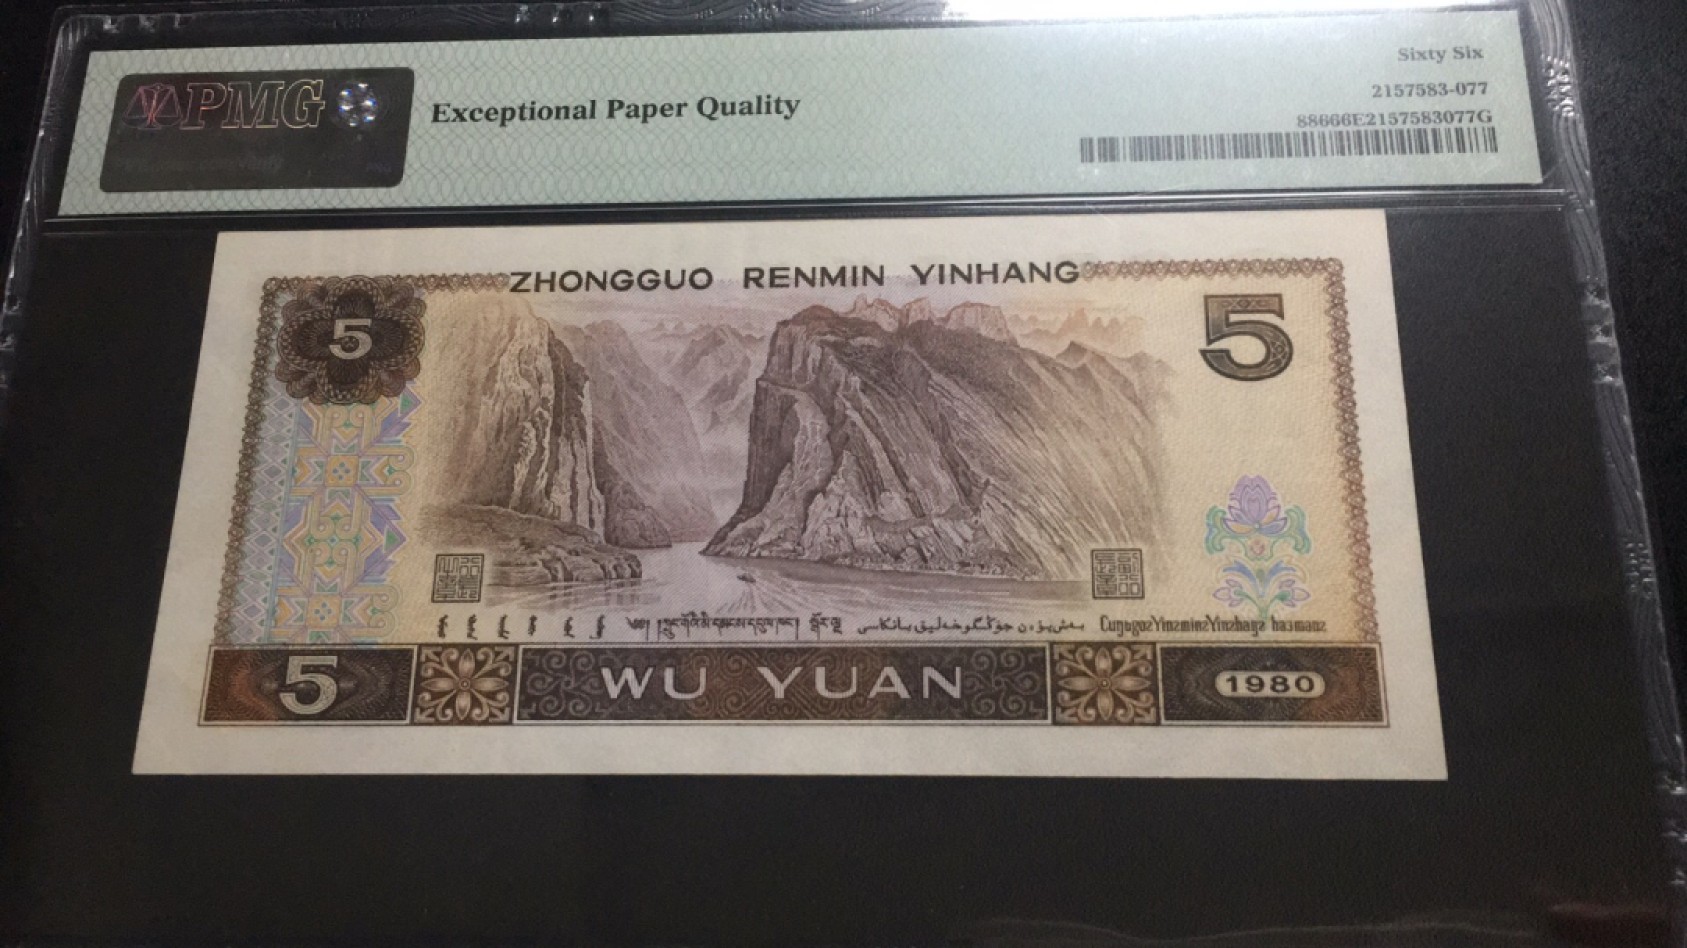 PMG
Exceptional Paper Quality
Sixty Six
2157583-077
88666E2157583077G
ZHONGGUO RENMIN YINHANG
5
5
5 WU YUAN 1980